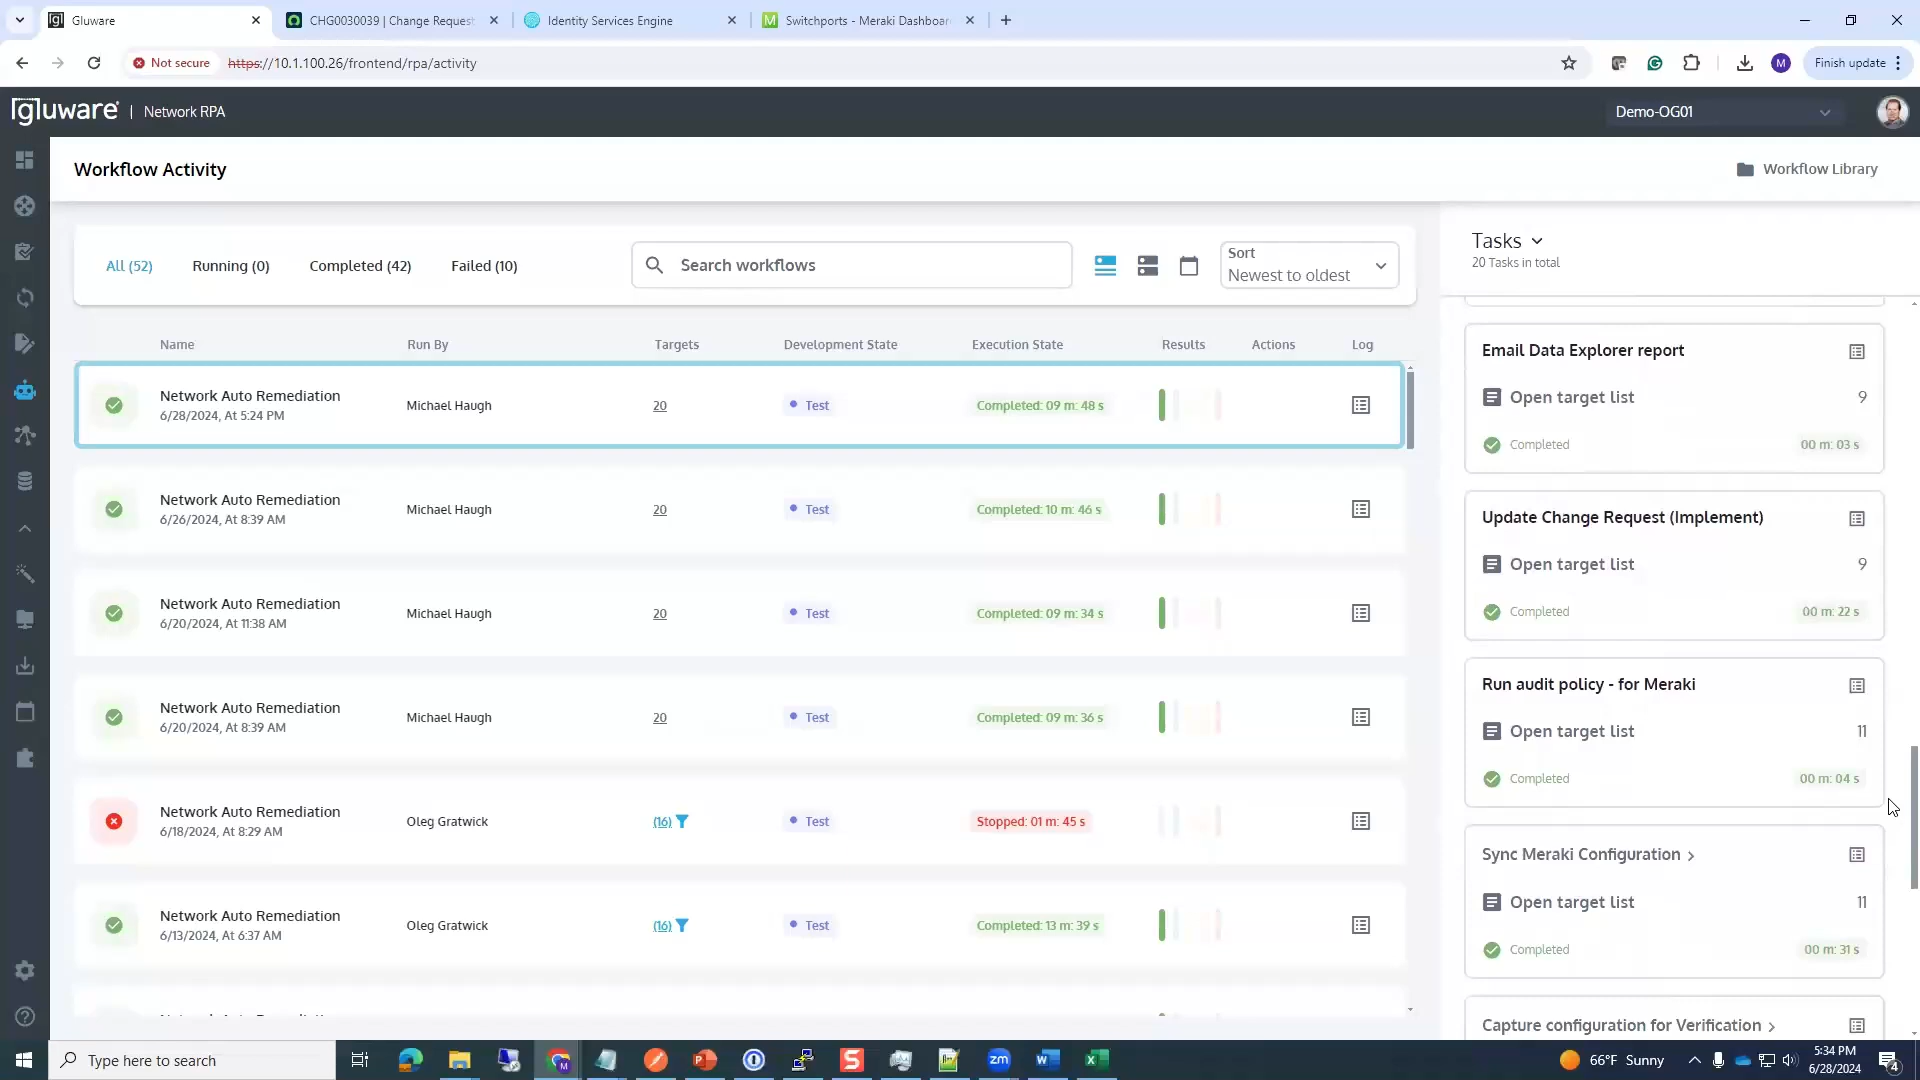 Gluware
CHG0030039 | Change Request
Identity Services Engine
Switchports - Meraki Dashboar
Not secure
https://10.1.100.26/frontend/rpa/activity
M
Finish update
gluware | Network RPA
Demo-OG01
Workflow Activity
Workflow Library
All (52)
Running (0)
Completed (42)
Failed (10)
Search workflows
Sort
Newest to oldest
Tasks
20 Tasks in total
Name
Run By
Targets
Development State
Execution State
Results
Actions
Log
Network Auto Remediation
6/28/2024, At 5:24 PM
Michael Haugh
20
Test
Completed: 09 m: 48 s
Network Auto Remediation
6/26/2024, At 8:39 AM
Michael Haugh
20
Test
Completed: 10 m: 46 s
Network Auto Remediation
6/20/2024, At 11:38 AM
Michael Haugh
20
Test
Completed: 09 m: 34 s
Network Auto Remediation
6/20/2024, At 8:39 AM
Michael Haugh
20
Test
Completed: 09 m: 36 s
Network Auto Remediation
6/18/2024, At 8:29 AM
Oleg Gratwick
(16)
Test
Stopped: 01 m: 45 s
Network Auto Remediation
6/13/2024, At 6:37 AM
Oleg Gratwick
(16)
Test
Completed: 13 m: 39 s
Email Data Explorer report
Open target list 9
Completed 00 m: 03 s
Update Change Request (Implement)
Open target list 9
Completed 00 m: 22 s
Run audit policy - for Meraki
Open target list 11
Completed 00 m: 04 s
Sync Meraki Configuration >
Open target list 11
Completed 00 m: 31 s
Capture configuration for Verification >
Type here to search
66°F Sunny
5:34 PM
6/28/2024
4